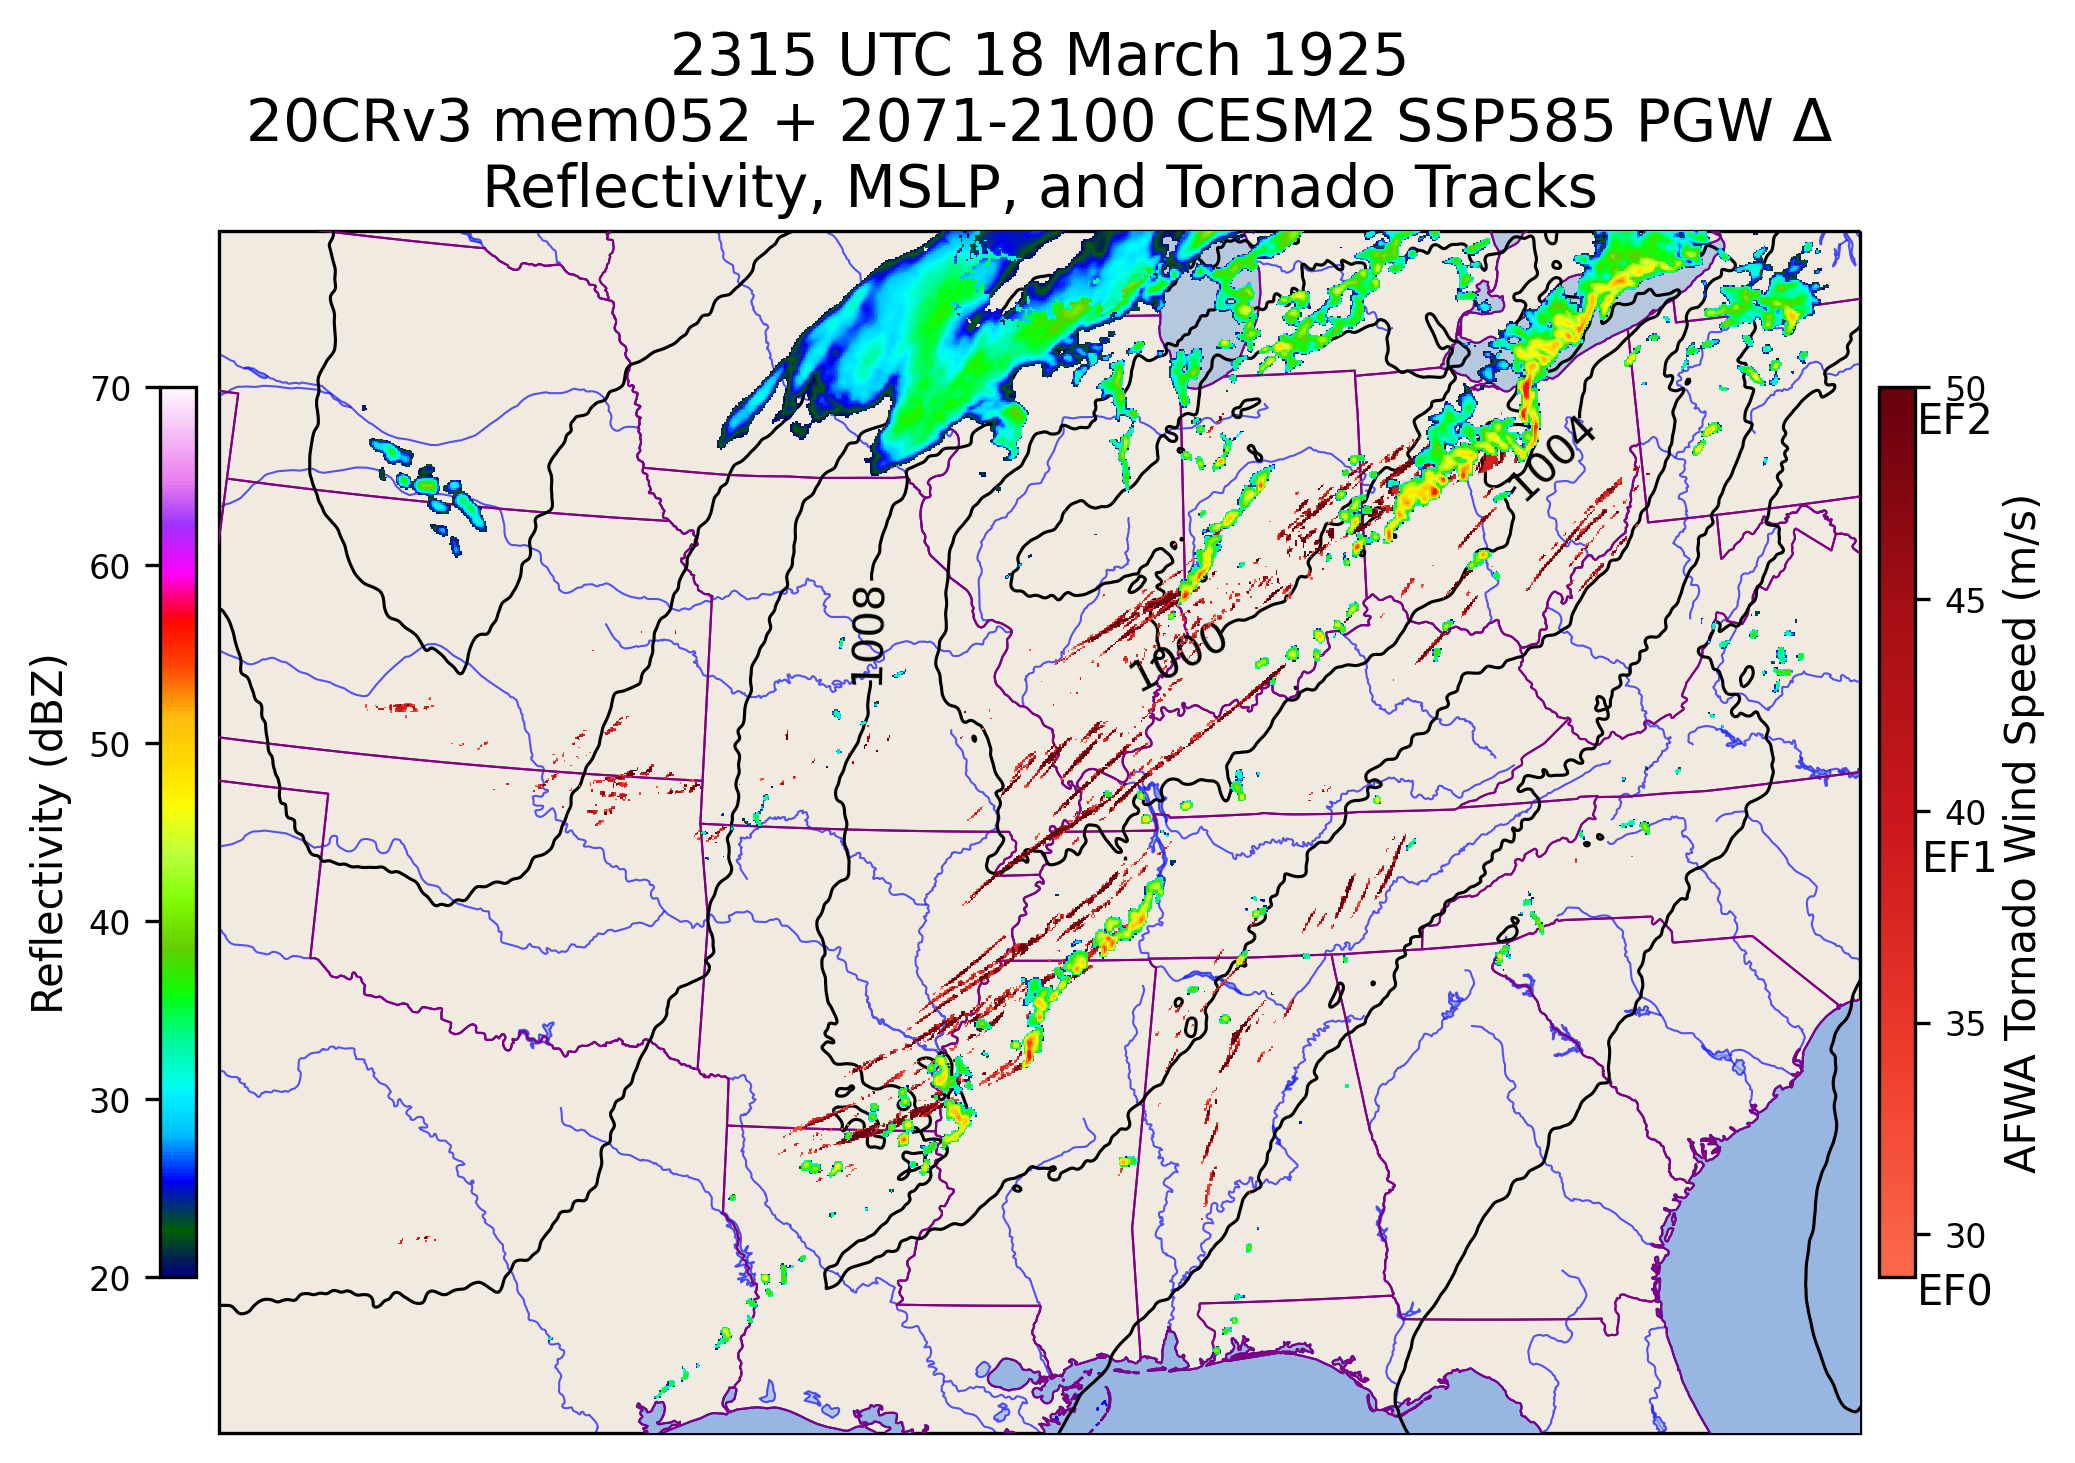 2315 UTC 18 March 1925
20CRv3 mem052 + 2071-2100 CESM2 SSP585 PGW Δ
Reflectivity, MSLP, and Tornado Tracks
Reflectivity (dBZ)
70
60
50
40
30
20
1008
1000
1004
50
EF2
45
40
EF1
35
30
EF0
AFWA Tornado Wind Speed (m/s)